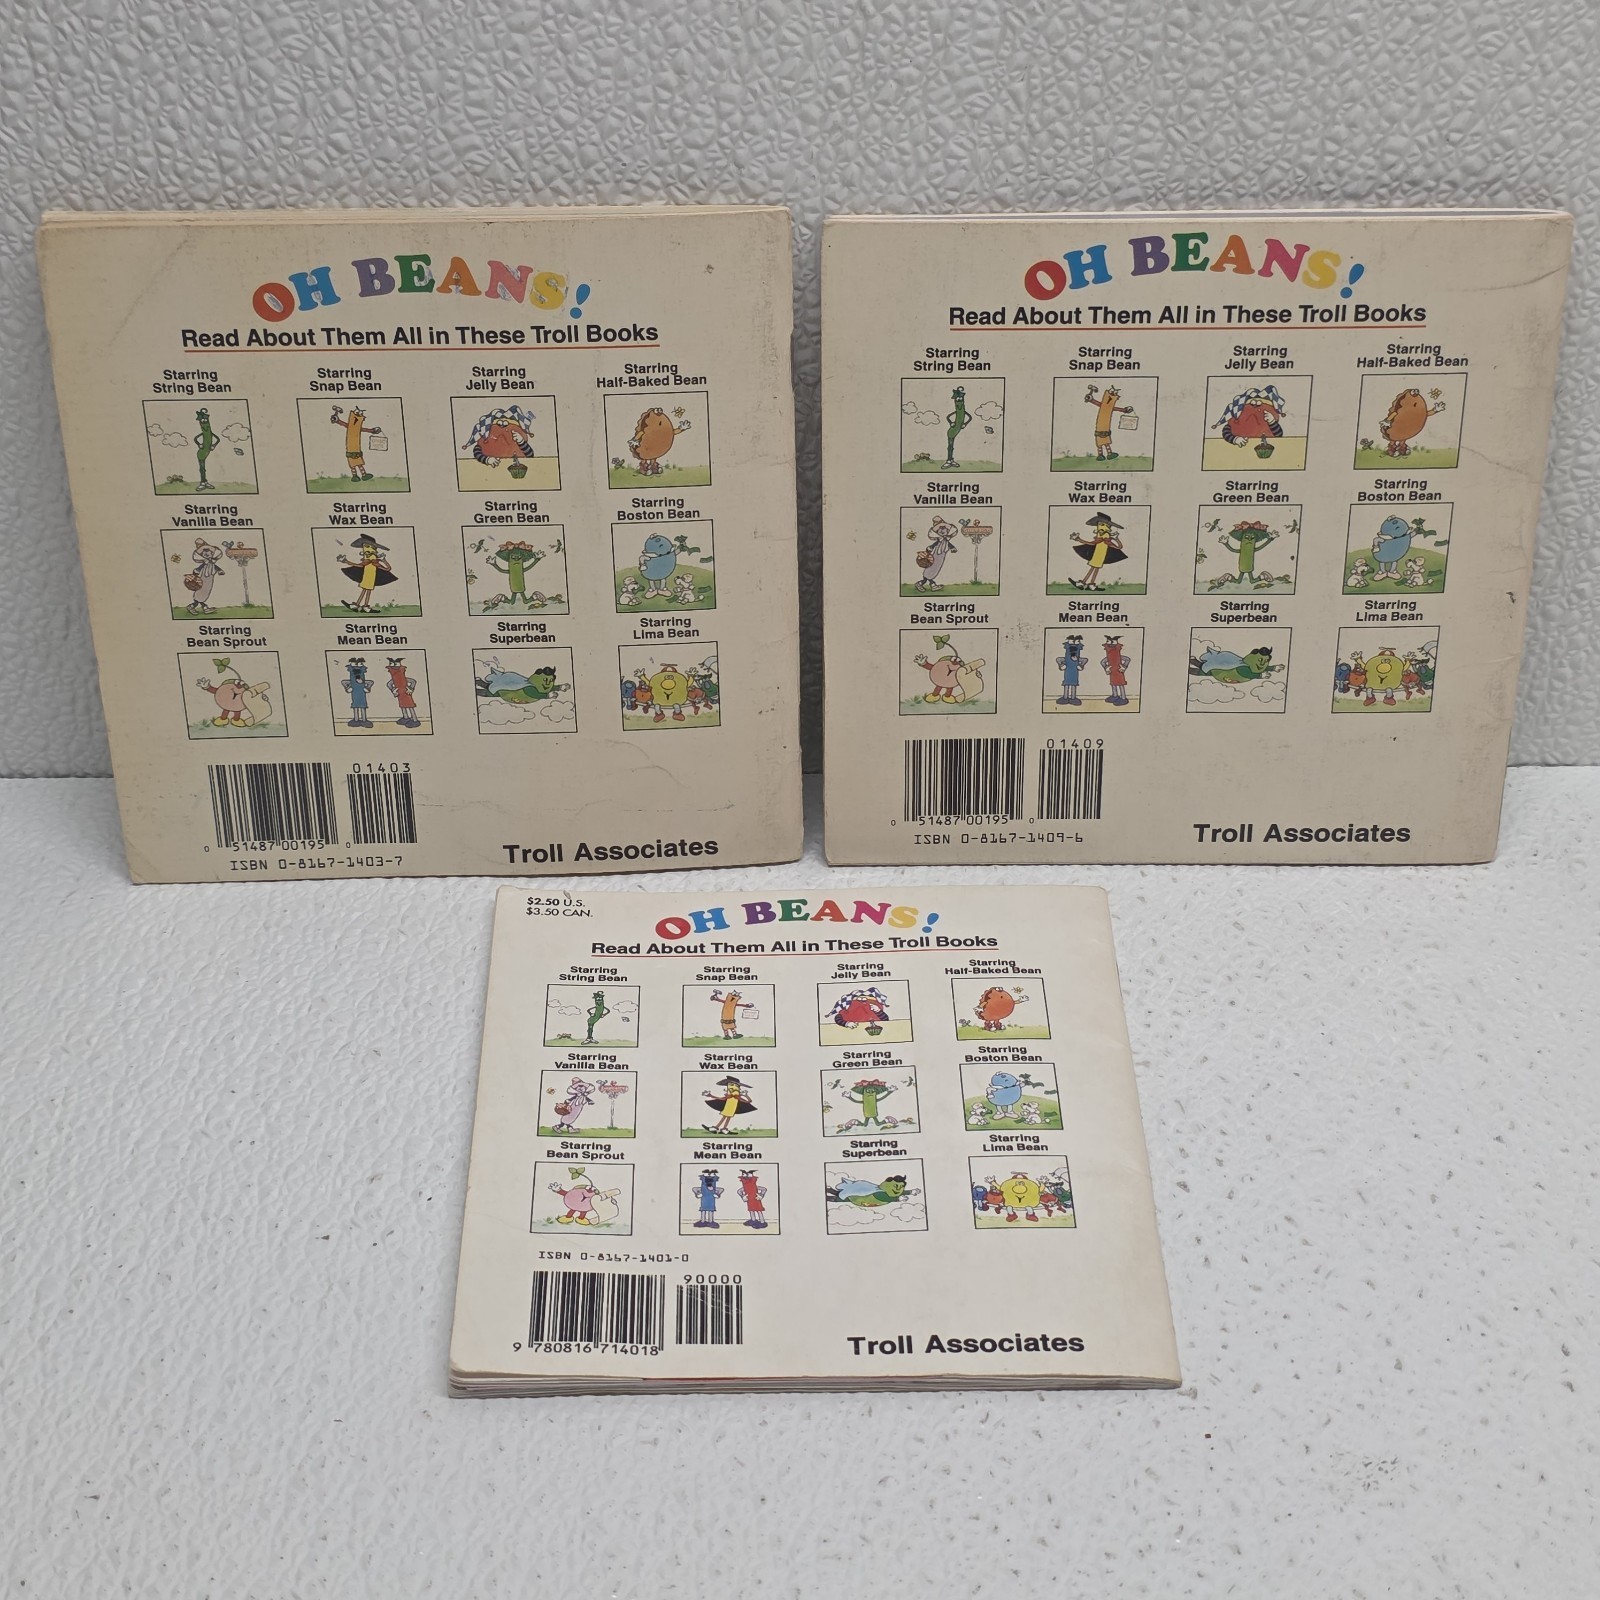 OH BEANS!
Read About Them All in These Troll Books
Starring
String Bean
Starring
Snap Bean
Starring
Jelly Bean
Starring
Half-Baked Bean
Starring
Vanilla Bean
Starring
Wax Bean
Starring
Green Bean
Starring
Boston Bean
Starring
Bean Sprout
Starring
Mean Bean
Starring
Superbean
Starring
Lima Bean
01403
0 51487 00195 0
ISBN 0-8167-1403-7
Troll Associates
OH BEANS!
Read About Them All in These Troll Books
Starring
String Bean
Starring
Snap Bean
Starring
Jelly Bean
Starring
Half-Baked Bean
Starring
Vanilla Bean
Starring
Wax Bean
Starring
Green Bean
Starring
Boston Bean
Starring
Bean Sprout
Starring
Mean Bean
Starring
Superbean
Starring
Lima Bean
01409
0 51487 00195 0
ISBN 0-8167-1409-6
Troll Associates
$2.50 U.S.
$3.50 CAN.
OH BEANS!
Read About Them All in These Troll Books
Starring
String Bean
Starring
Snap Bean
Starring
Jelly Bean
Starring
Half-Baked Bean
Starring
Vanilla Bean
Starring
Wax Bean
Starring
Green Bean
Starring
Boston Bean
Starring
Bean Sprout
Starring
Mean Bean
Starring
Superbean
Starring
Lima Bean
ISBN 0-8167-1401-0
90000
9 780816 714018
Troll Associates